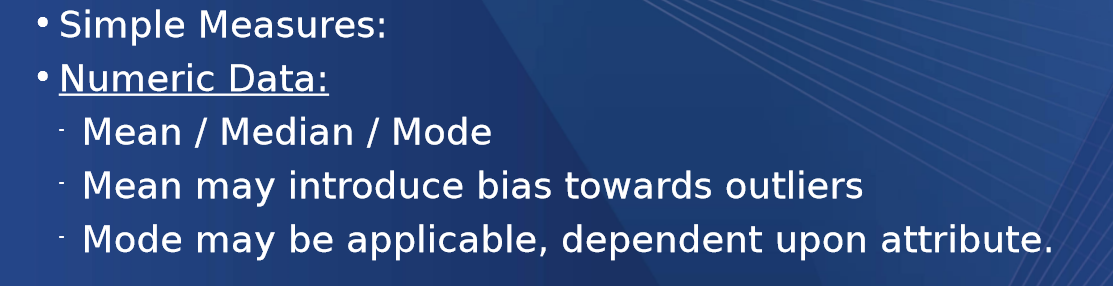 • Simple Measures:
• Numeric Data:
- Mean / Median / Mode
- Mean may introduce bias towards outliers
- Mode may be applicable, dependent upon attribute.